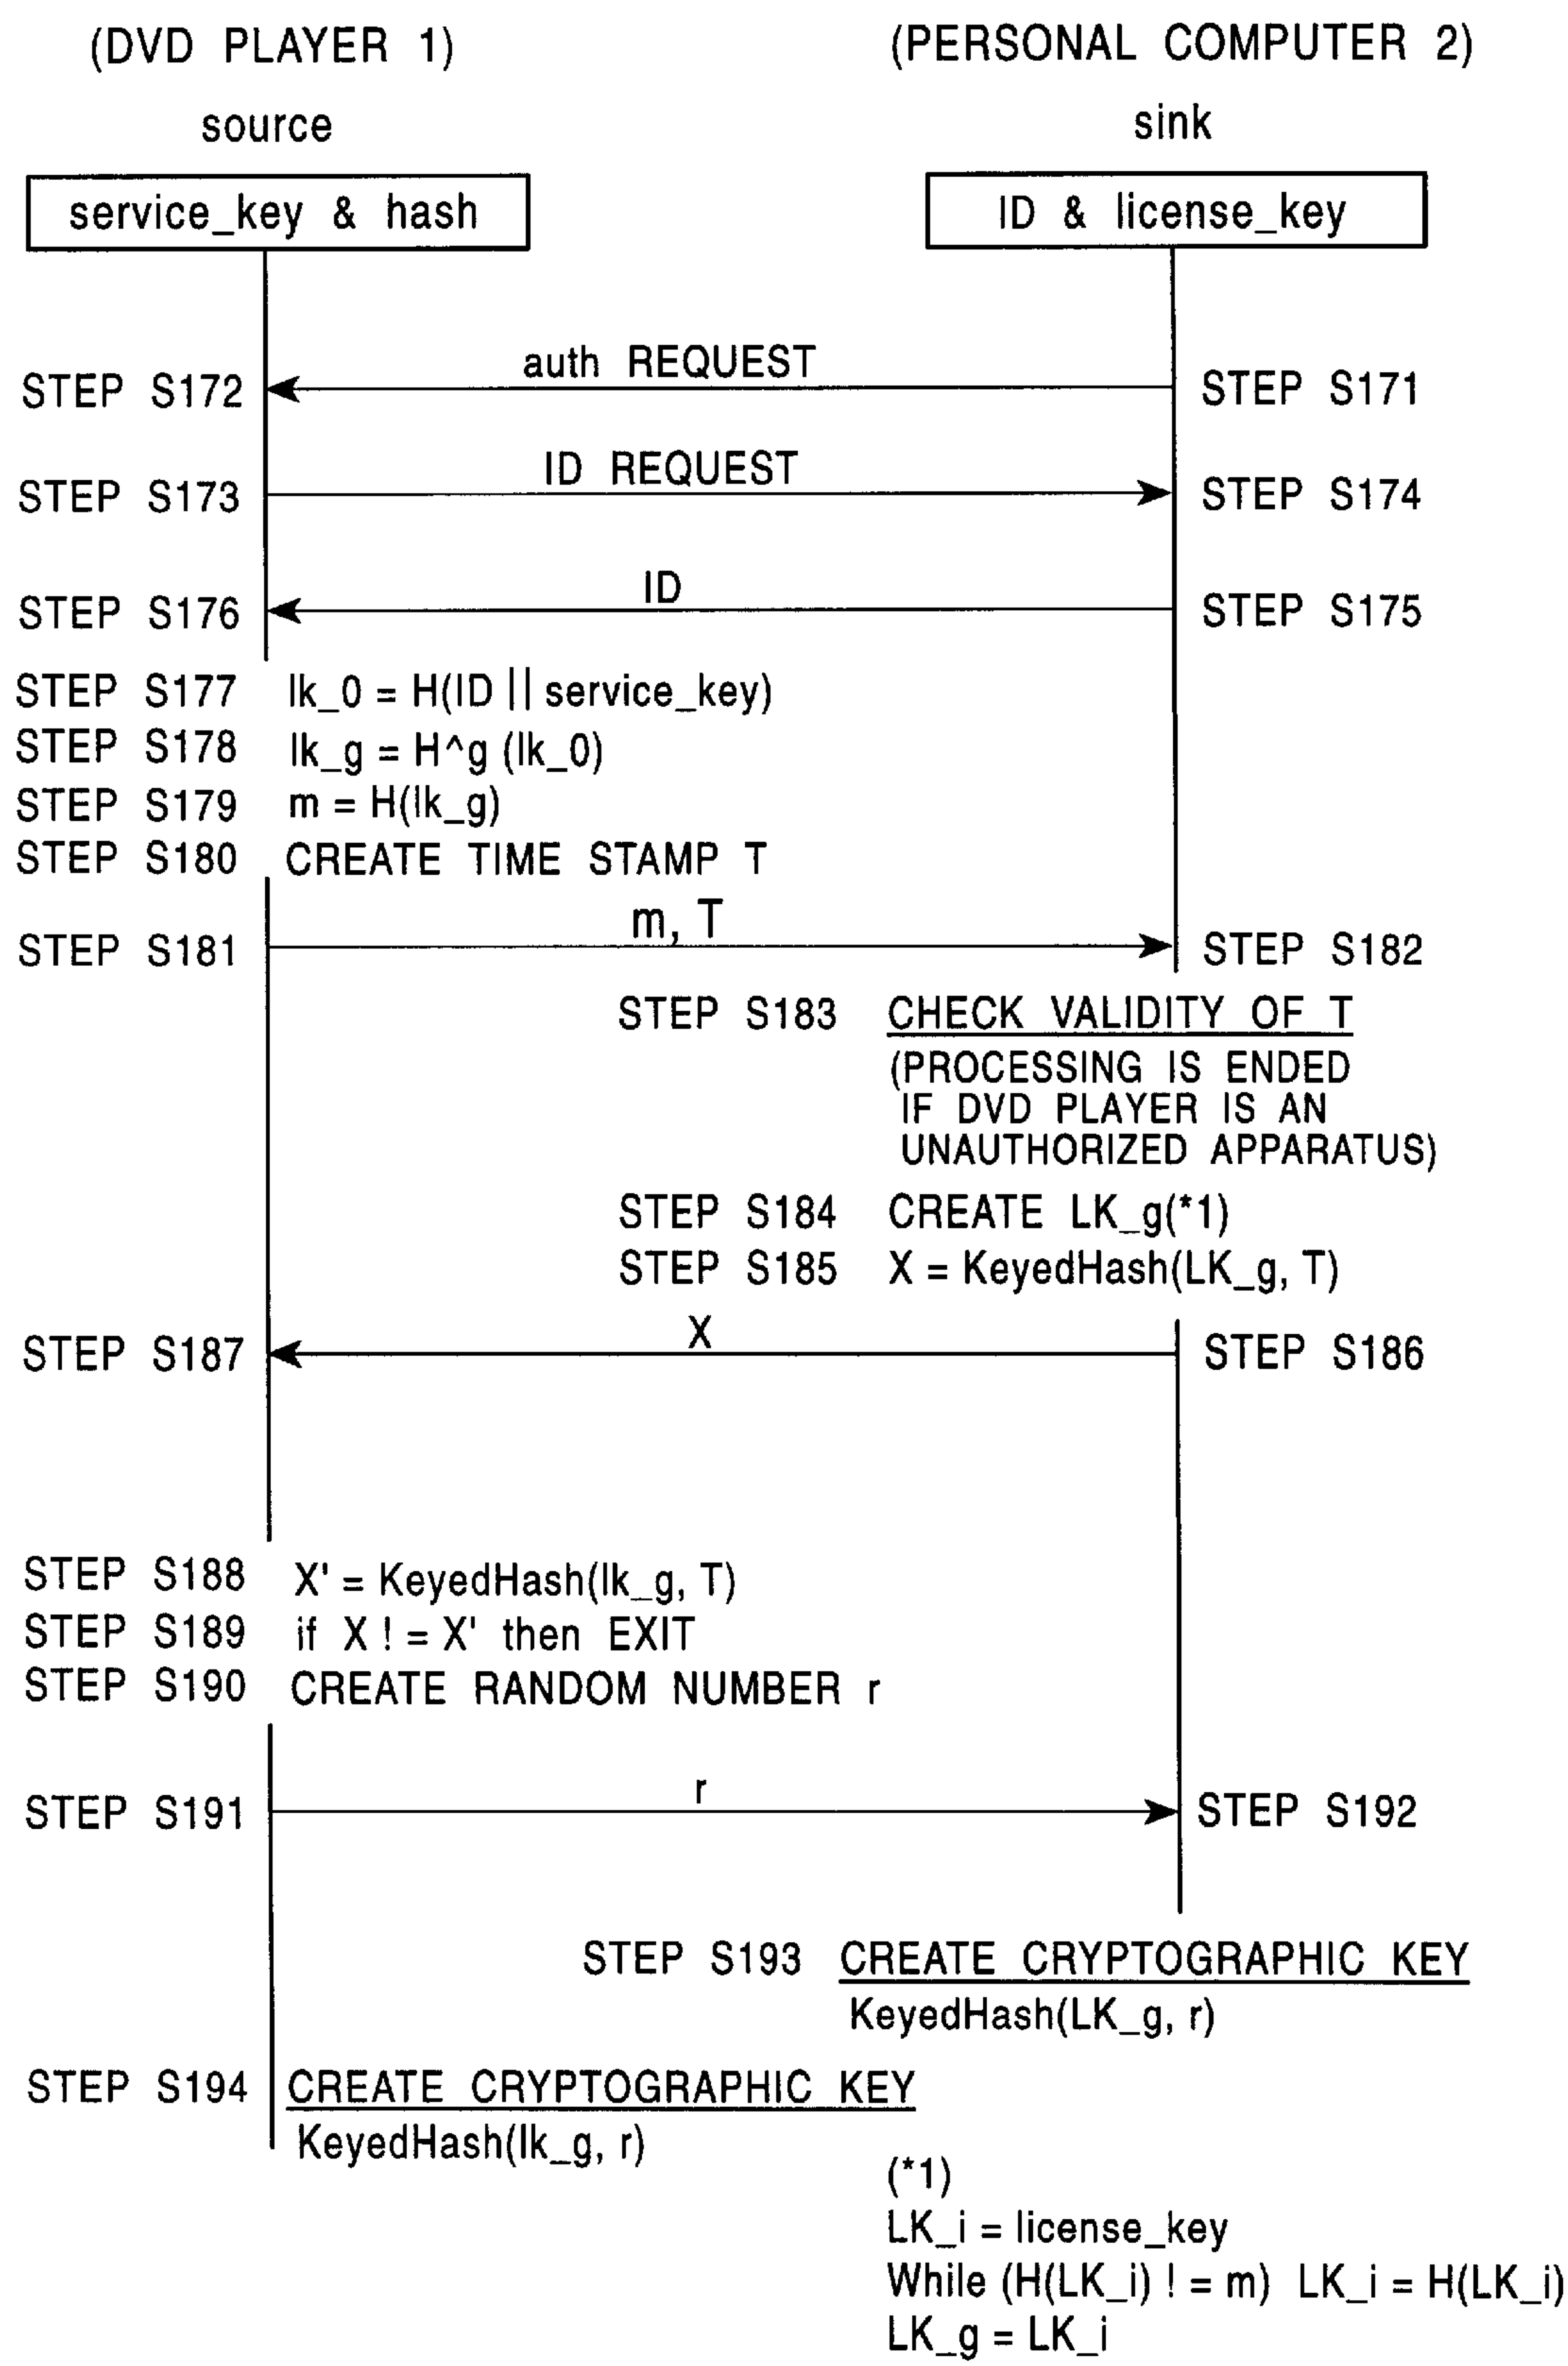 (DVD PLAYER 1) (PERSONAL COMPUTER 2)
source sink
service_key & hash ID & license_key
auth REQUEST
STEP S172 STEP S171
ID REQUEST
STEP S173 STEP S174
ID
STEP S176 STEP S175
STEP S177 lk_0 = H(ID || service_key)
STEP S178 lk_g = H^g (lk_0)
STEP S179 m = H(lk_g)
STEP S180 CREATE TIME STAMP T
m, T
STEP S181 STEP S182
STEP S183 CHECK VALIDITY OF T
(PROCESSING IS ENDED
IF DVD PLAYER IS AN
UNAUTHORIZED APPARATUS)
STEP S184 CREATE LK_g(*1)
STEP S185 X = KeyedHash(LK_g, T)
X
STEP S187 STEP S186
STEP S188 X' = KeyedHash(lk_g, T)
STEP S189 if X ! = X' then EXIT
STEP S190 CREATE RANDOM NUMBER r
r
STEP S191 STEP S192
STEP S193 CREATE CRYPTOGRAPHIC KEY
KeyedHash(LK_g, r)
STEP S194 CREATE CRYPTOGRAPHIC KEY
KeyedHash(lk_g, r)
(*1)
LK_i = license_key
While (H(LK_i) ! = m) LK_i = H(LK_i)
LK_g = LK_i